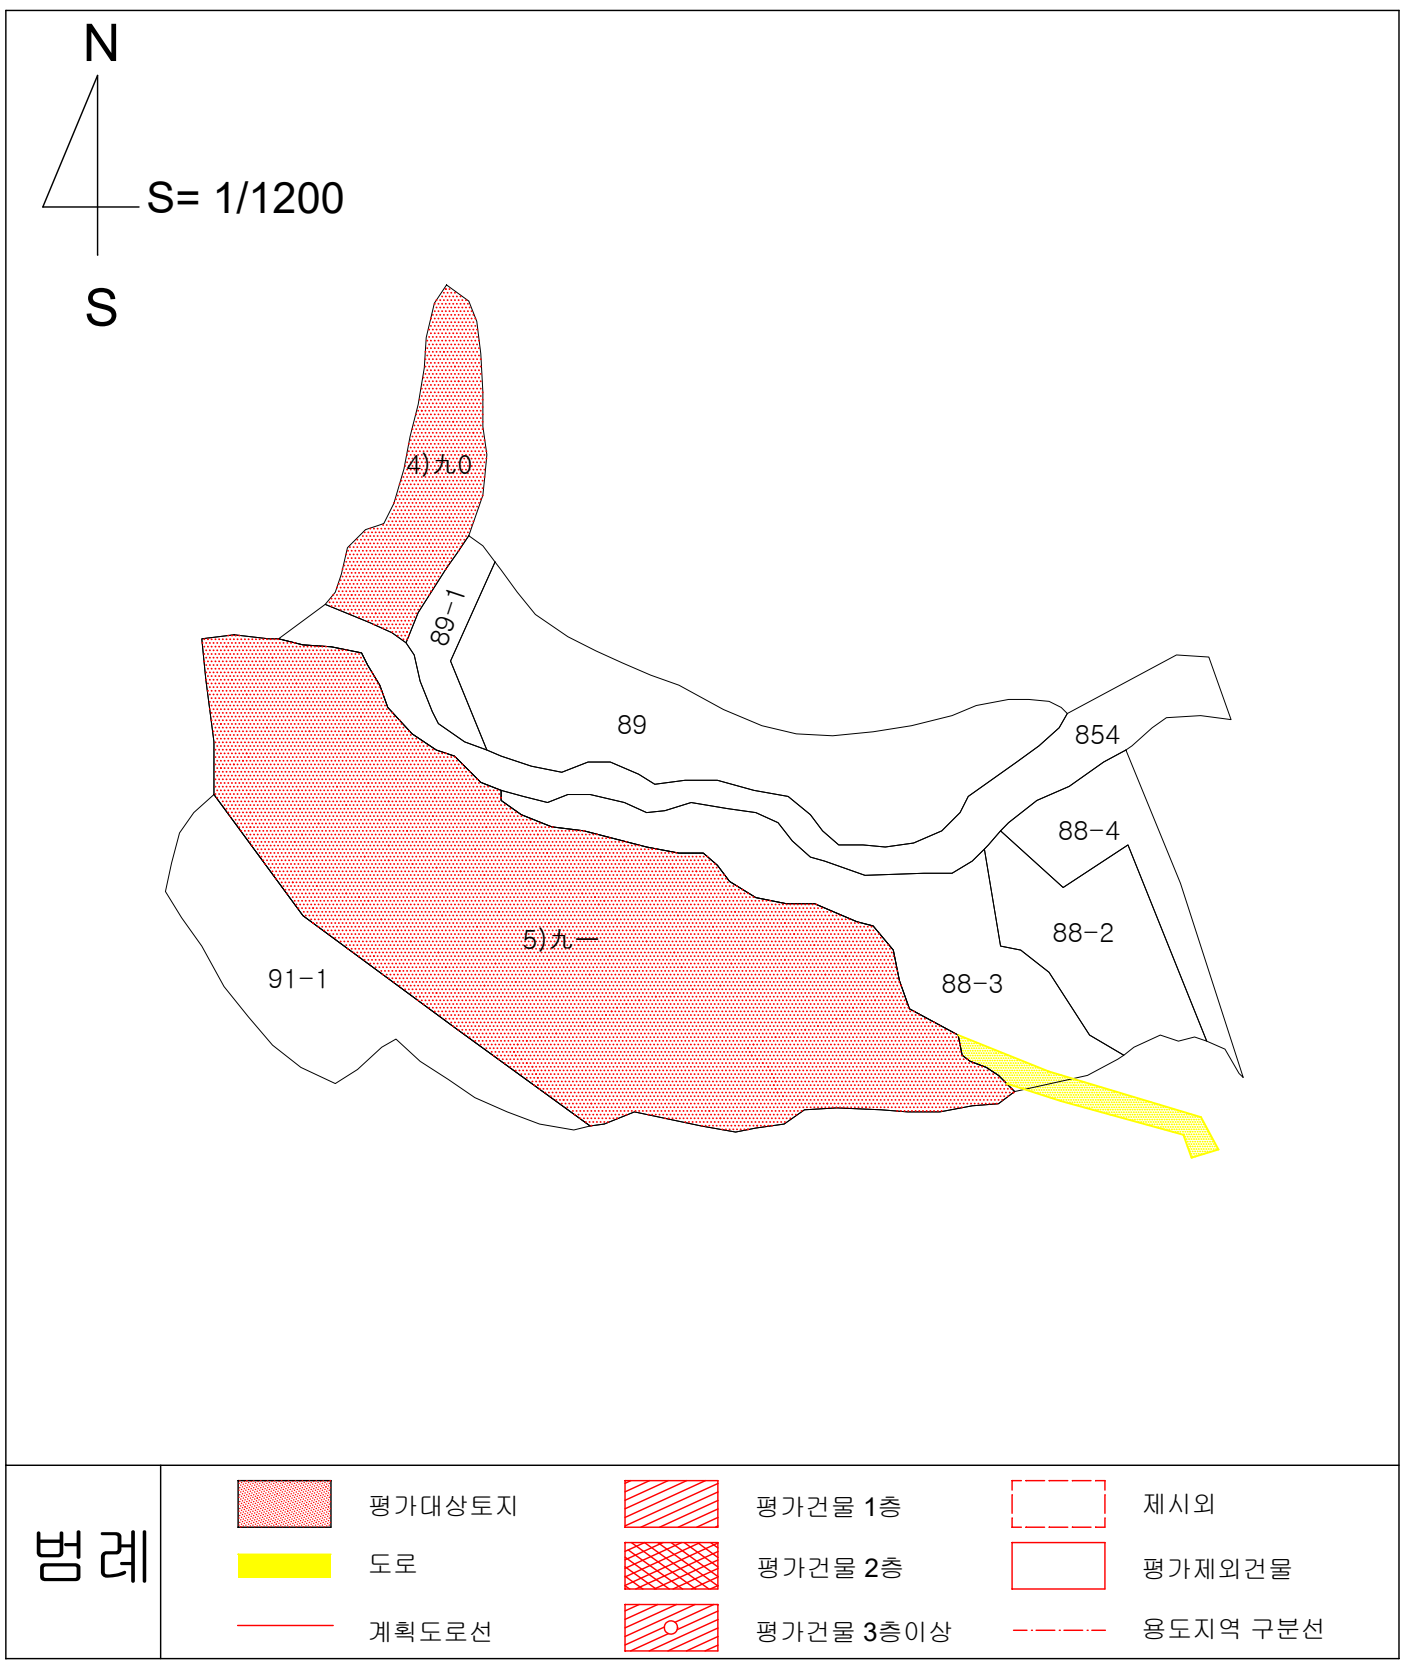 N
S= 1/1200
S
4)九0
89-1
89
854
88-4
88-2
5)九一
91-1
88-3
범례
평가대상토지
평가건물 1층
제시외
도로
평가건물 2층
평가제외건물
계획도로선
평가건물 3층이상
용도지역 구분선